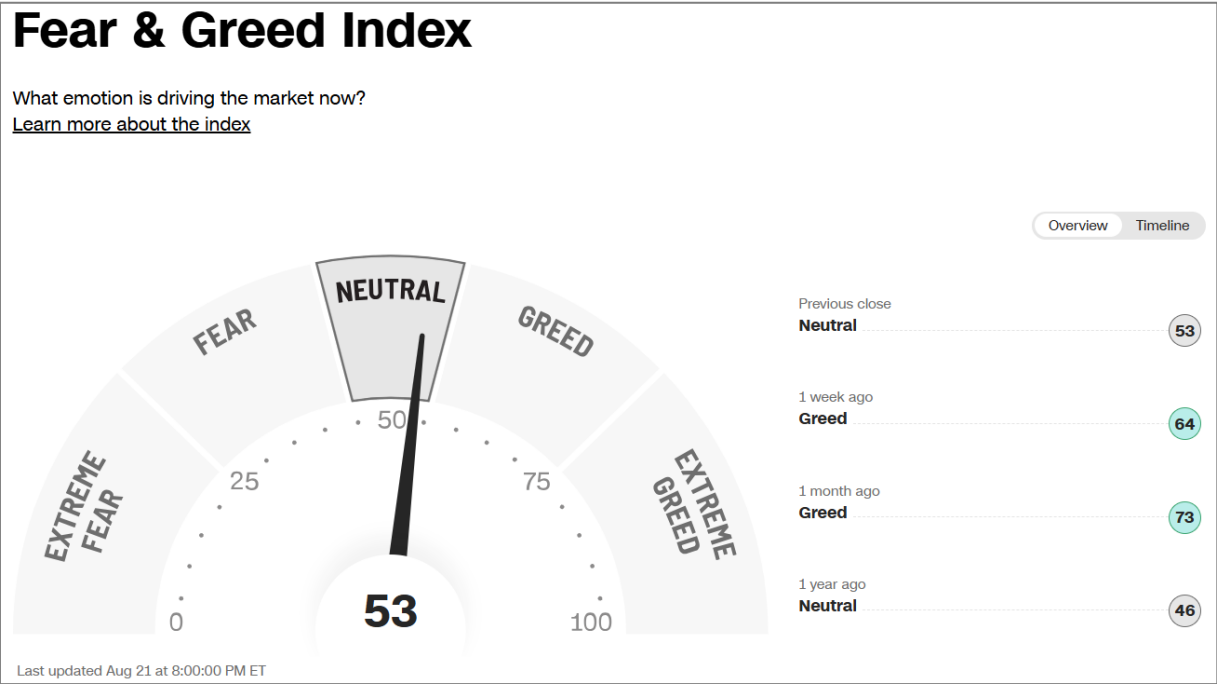 Fear & Greed Index
What emotion is driving the market now?
Learn more about the index
Overview
Timeline
EXTREME
FEAR
FEAR
NEUTRAL
GREED
EXTREME
GREED
0
25
50
75
100
53
Last updated Aug 21 at 8:00:00 PM ET
Previous close
Neutral
53
1 week ago
Greed
64
1 month ago
Greed
73
1 year ago
Neutral
46